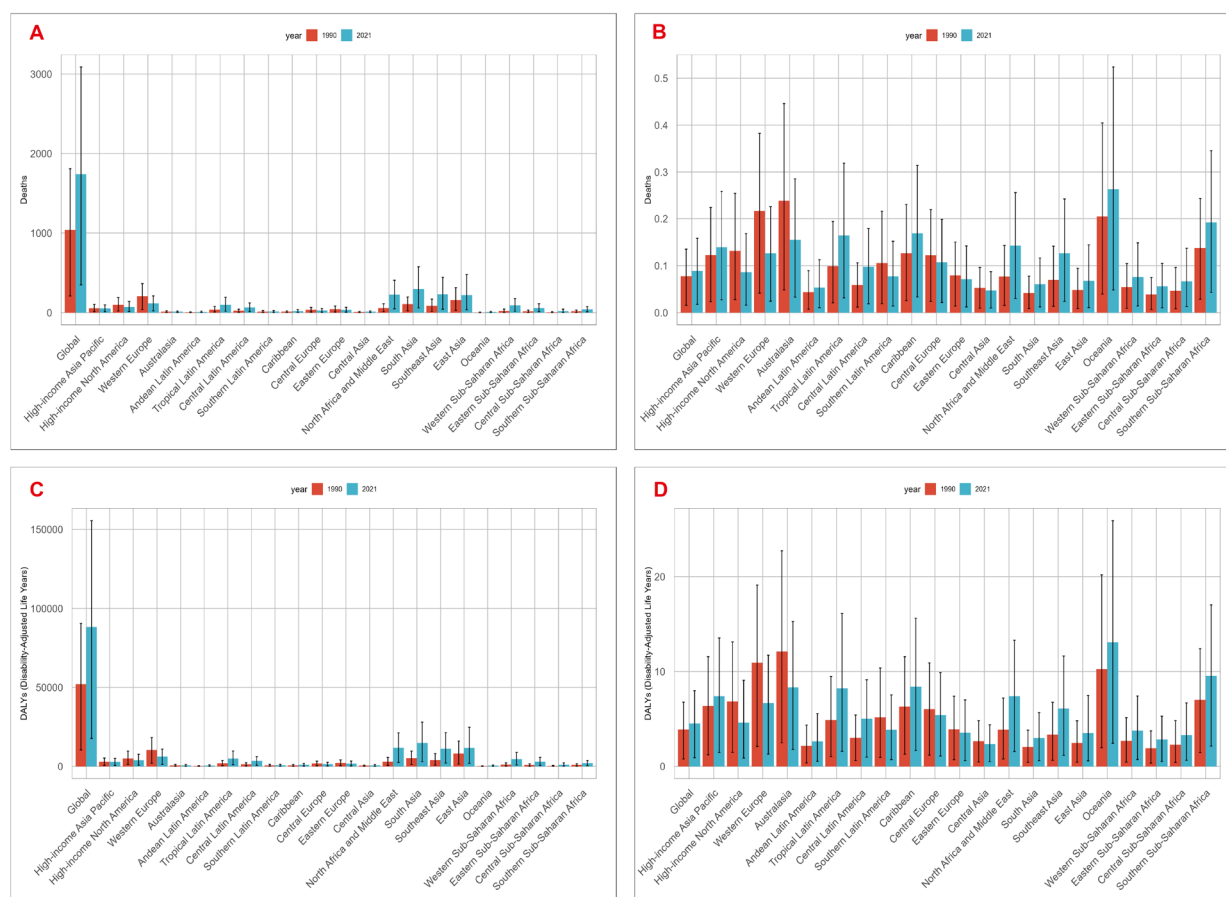 A
year 1990 2021
3000
2000
1000
0
Deaths
Global
High-income Asia Pacific
High-income North America
Western Europe
Australasia
Andean Latin America
Tropical Latin America
Central Latin America
Southern Latin America
Caribbean
Central Europe
Eastern Europe
Central Asia
North Africa and Middle East
South Asia
Southeast Asia
East Asia
Oceania
Western Sub-Saharan Africa
Eastern Sub-Saharan Africa
Central Sub-Saharan Africa
Southern Sub-Saharan Africa
B
year 1990 2021
0.5
0.4
0.3
0.2
0.1
0.0
Deaths
Global
High-income Asia Pacific
High-income North America
Western Europe
Australasia
Andean Latin America
Tropical Latin America
Central Latin America
Southern Latin America
Caribbean
Central Europe
Eastern Europe
Central Asia
North Africa and Middle East
South Asia
Southeast Asia
East Asia
Oceania
Western Sub-Saharan Africa
Eastern Sub-Saharan Africa
Central Sub-Saharan Africa
Southern Sub-Saharan Africa
C
year 1990 2021
150000
100000
50000
0
DALYs (Disability-Adjusted Life Years)
Global
High-income Asia Pacific
High-income North America
Western Europe
Australasia
Andean Latin America
Tropical Latin America
Central Latin America
Southern Latin America
Caribbean
Central Europe
Eastern Europe
Central Asia
North Africa and Middle East
South Asia
Southeast Asia
East Asia
Oceania
Western Sub-Saharan Africa
Eastern Sub-Saharan Africa
Central Sub-Saharan Africa
Southern Sub-Saharan Africa
D
year 1990 2021
20
10
0
DALYs (Disability-Adjusted Life Years)
Global
High-income Asia Pacific
High-income North America
Western Europe
Australasia
Andean Latin America
Tropical Latin America
Central Latin America
Southern Latin America
Caribbean
Central Europe
Eastern Europe
Central Asia
North Africa and Middle East
South Asia
Southeast Asia
East Asia
Oceania
Western Sub-Saharan Africa
Eastern Sub-Saharan Africa
Central Sub-Saharan Africa
Southern Sub-Saharan Africa